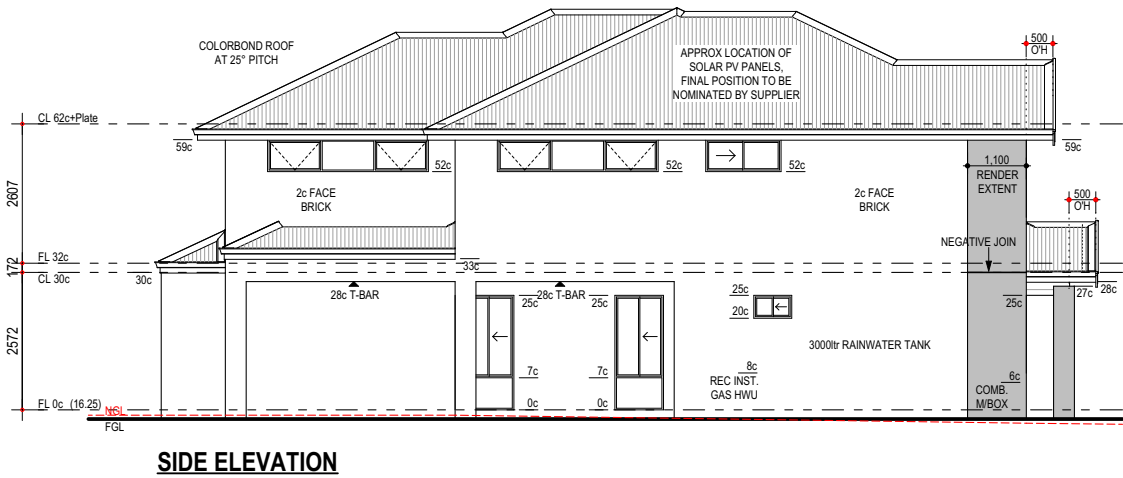 COLORBOND ROOF
AT 25° PITCH
APPROX LOCATION OF
SOLAR PV PANELS,
FINAL POSITION TO BE
NOMINATED BY SUPPLIER
500
O'H
CL 62c+Plate
59c
59c
52c
52c
52c
2607
2c FACE
BRICK
2c FACE
BRICK
1,100
RENDER
EXTENT
500
O'H
NEGATIVE JOIN
FL 32c
172
CL 30c
30c
33c
28c T-BAR
28c T-BAR
28c
27c
25c
25c
25c
25c
20c
2572
3000ltr RAINWATER TANK
7c
7c
8c
REC INST.
GAS HWU
6c
COMB.
M/BOX
0c
0c
FL 0c (16.25)
NGL
FGL
SIDE ELEVATION